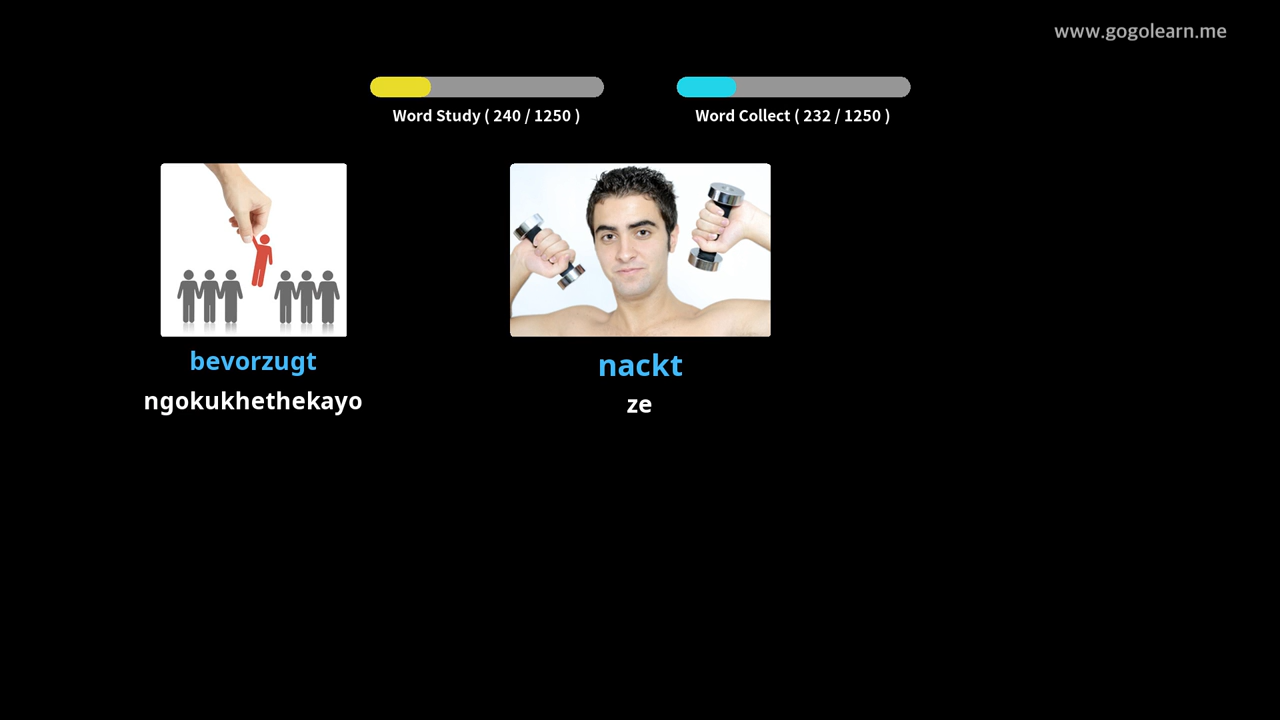 www.gogolearn.me
Word Study ( 240 / 1250 )
Word Collect ( 232 / 1250 )
bevorzugt
ngokukhethekayo
nackt
ze